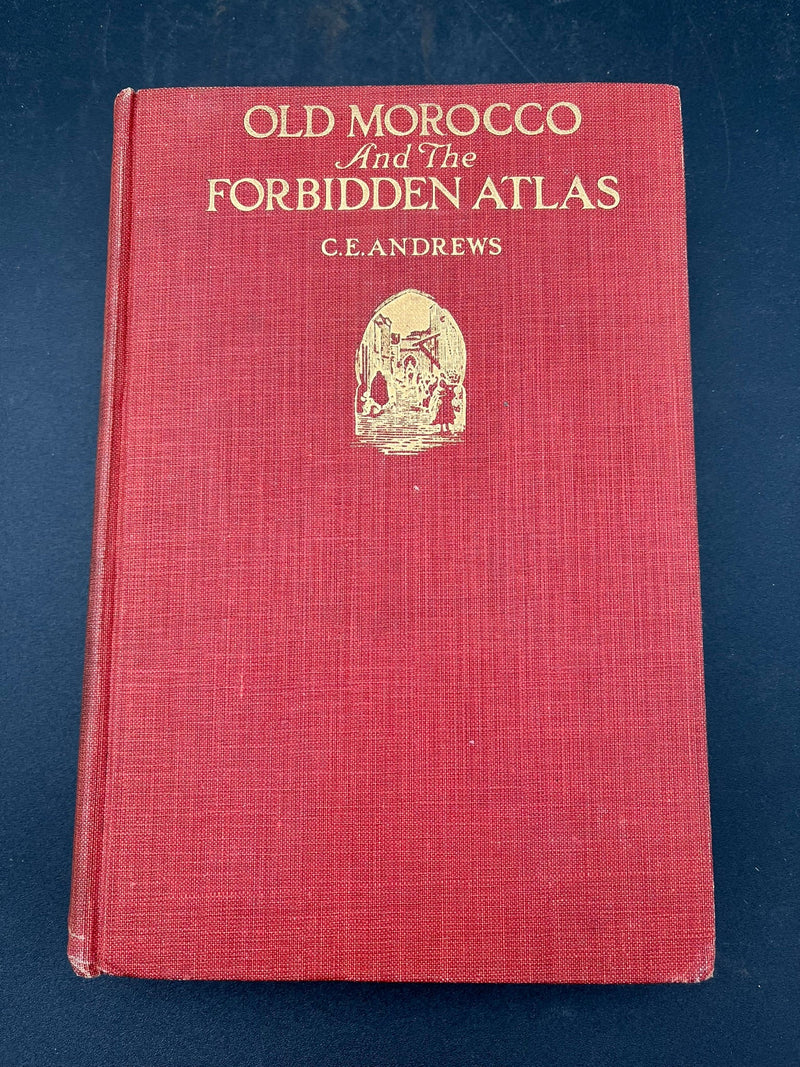 OLD MOROCCO
And The
FORBIDDEN ATLAS
C.E.ANDREWS